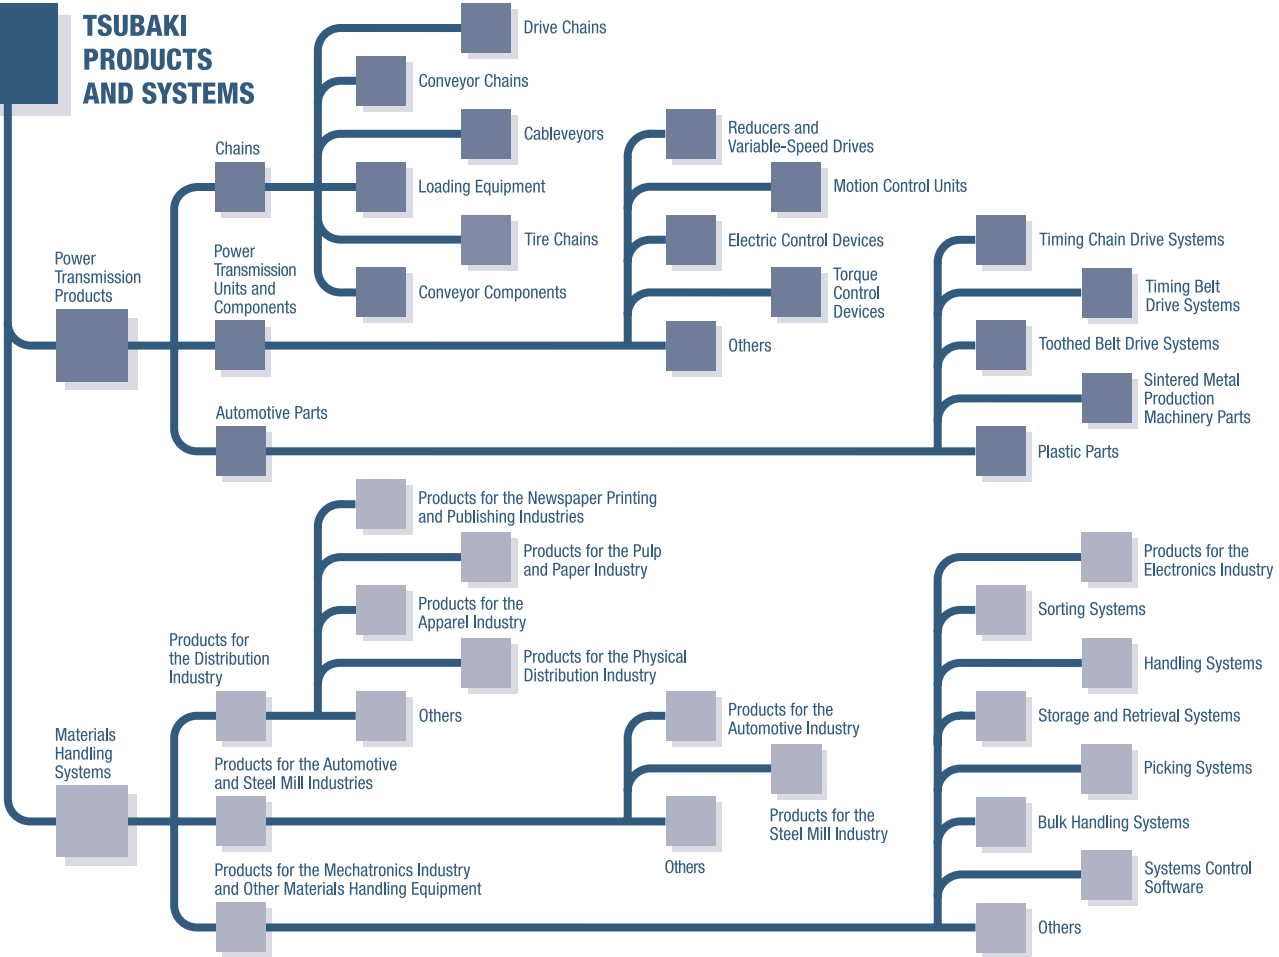 TSUBAKI
PRODUCTS
AND SYSTEMS
Power
Transmission
Products
Chains
Drive Chains
Conveyor Chains
Cableveyors
Loading Equipment
Tire Chains
Conveyor Components
Power
Transmission
Units and
Components
Reducers and
Variable-Speed Drives
Motion Control Units
Electric Control Devices
Torque
Control
Devices
Others
Automotive Parts
Timing Chain Drive Systems
Timing Belt
Drive Systems
Toothed Belt Drive Systems
Sintered Metal
Production
Machinery Parts
Plastic Parts
Materials
Handling
Systems
Products for
the Distribution
Industry
Products for the Newspaper Printing
and Publishing Industries
Products for the Pulp
and Paper Industry
Products for the
Apparel Industry
Products for the Physical
Distribution Industry
Others
Products for the Automotive
and Steel Mill Industries
Products for the
Automotive Industry
Products for the
Steel Mill Industry
Others
Products for the Mechatronics Industry
and Other Materials Handling Equipment
Products for the
Electronics Industry
Sorting Systems
Handling Systems
Storage and Retrieval Systems
Picking Systems
Bulk Handling Systems
Systems Control
Software
Others